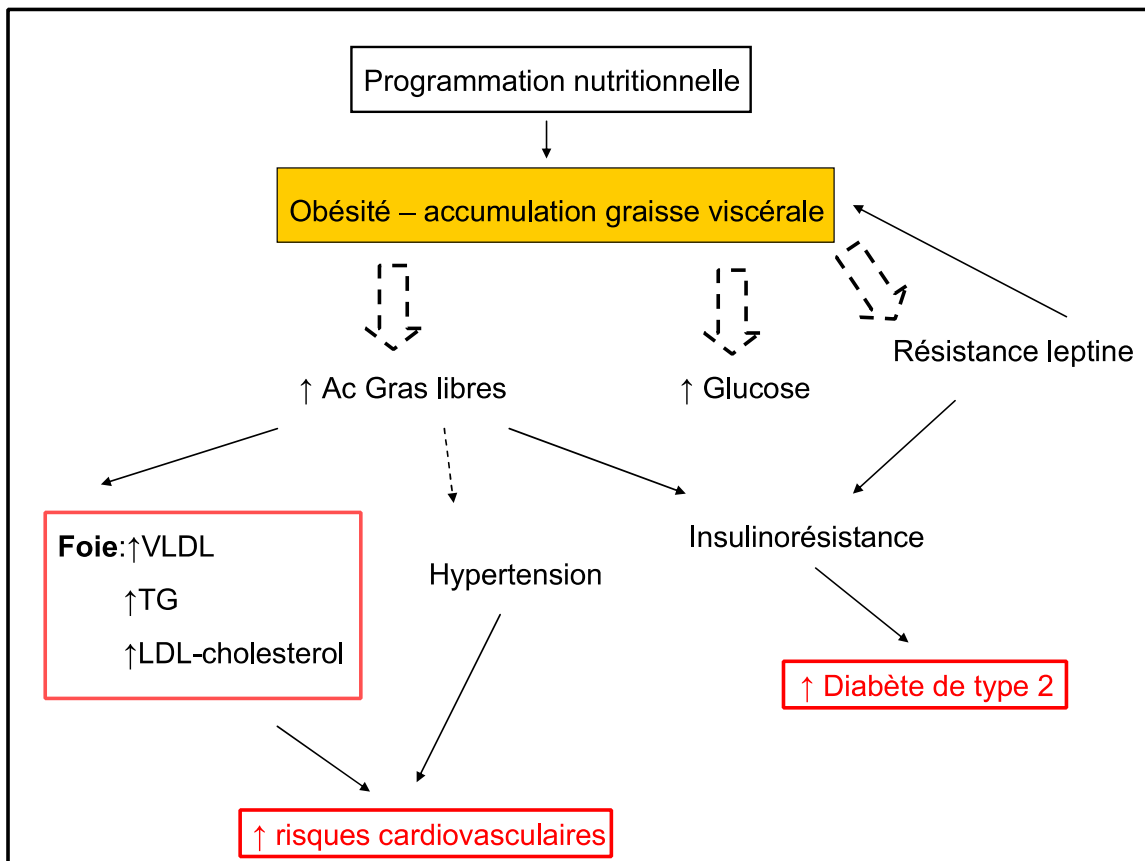 Programmation nutritionnelle
Obésité – accumulation graisse viscérale
Résistance leptine
↑ Ac Gras libres
↑ Glucose
Foie:↑VLDL
↑TG
↑LDL-cholesterol
Hypertension
Insulinorésistance
↑ Diabète de type 2
↑ risques cardiovasculaires